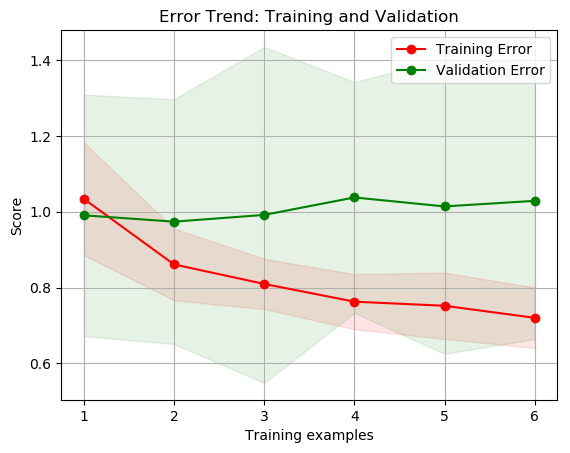 Error Trend: Training and Validation
Training Error
Validation Error
Score
1.4
1.2
1.0
0.8
0.6
1 2 3 4 5 6
Training examples